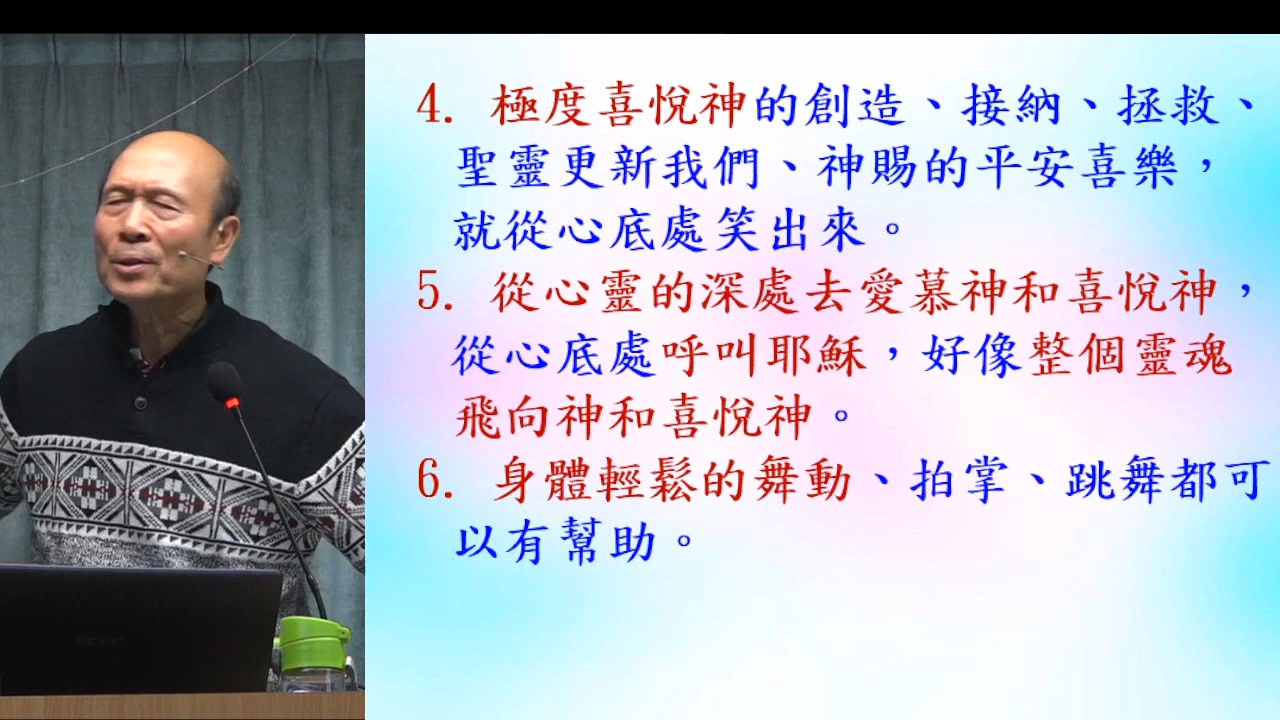 4. 極度喜悅神的創造、接納、拯救、
聖靈更新我們、神賜的平安喜樂，
就從心底處笑出來。
5. 從心靈的深處去愛慕神和喜悅神，
從心底處呼叫耶穌，好像整個靈魂
飛向神和喜悅神。
6. 身體輕鬆的舞動、拍掌、跳舞都可
以有幫助。